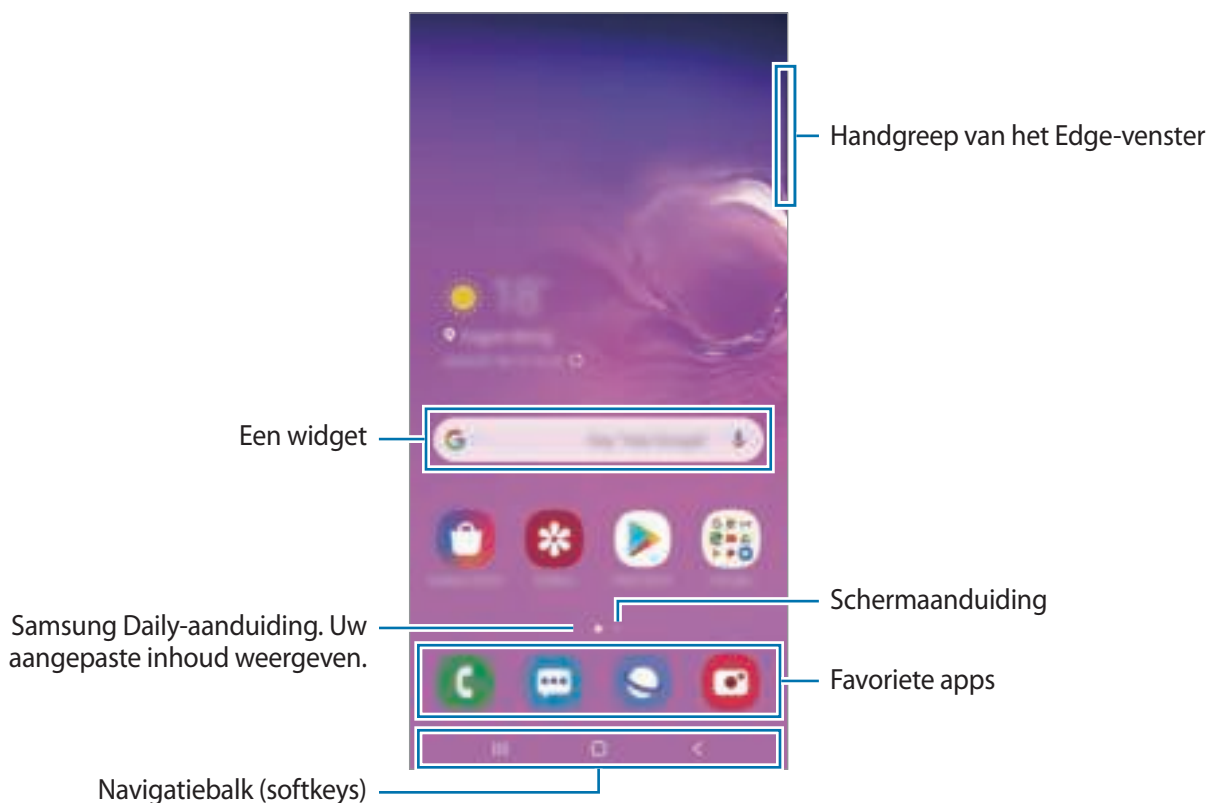 Handgreep van het Edge-venster
18°
Een widget
G
Schermaanduiding
Samsung Daily-aanduiding. Uw
aangepaste inhoud weergeven.
Favoriete apps
Navigatiebalk (softkeys)